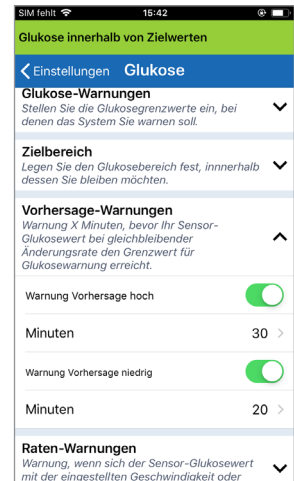 SIM fehlt 15:42
Glukose innerhalb von Zielwerten
Einstellungen Glukose
Glukose-Warnungen
Stellen Sie die Glukosegrenzwerte ein, bei
denen das System Sie warnen soll.
Zielbereich
Legen Sie den Glukosebereich fest, innnerhalb
dessen Sie bleiben möchten.
Vorhersage-Warnungen
Warnung X Minuten, bevor Ihr Sensor-
Glukosewert bei gleichbleibender
Änderungsrate den Grenzwert für
Glukosewarnung erreicht.
Warnung Vorhersage hoch
Minuten 30
Warnung Vorhersage niedrig
Minuten 20
Raten-Warnungen
Warnung, wenn sich der Sensor-Glukosewert
mit der eingestellten Geschwindigkeit oder